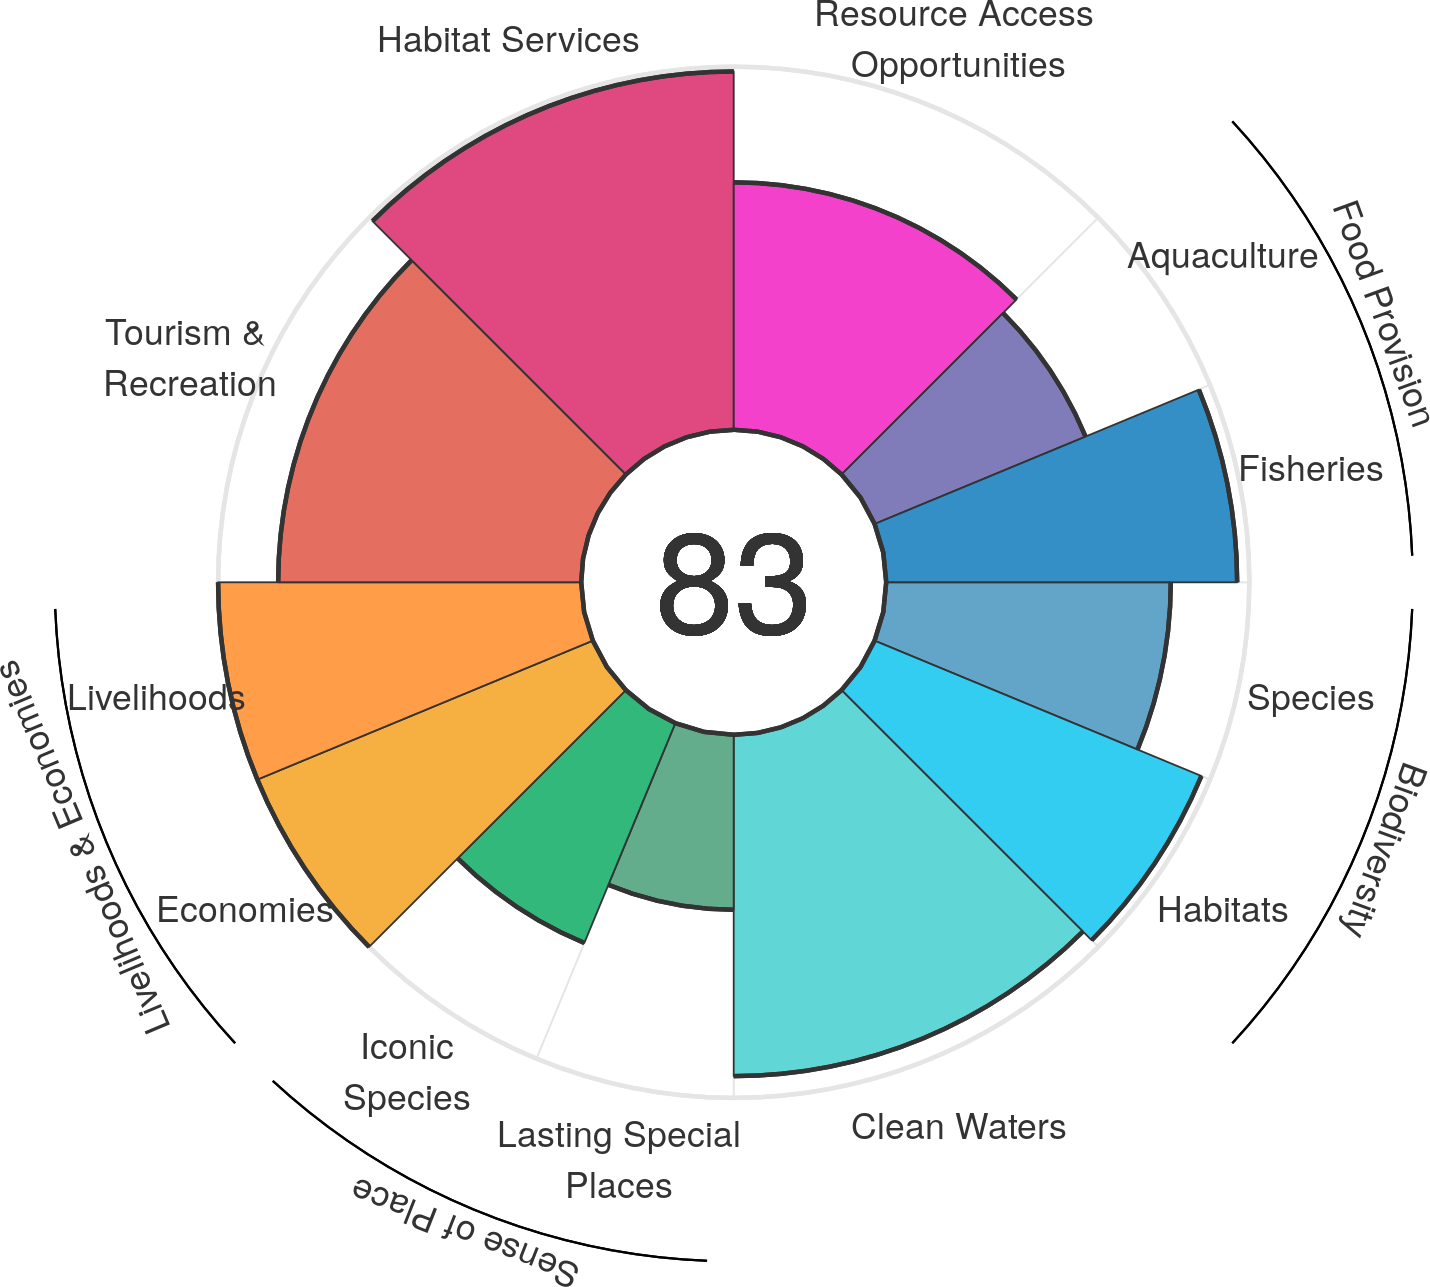 Habitat Services
Resource Access
Opportunities
Aquaculture
Food Provision
Fisheries
Tourism &
Recreation
83
Livelihoods
Species
Biodiversity
Economies
Habitats
Livelihoods & Economies
Iconic
Species
Lasting Special
Places
Clean Waters
Sense of Place